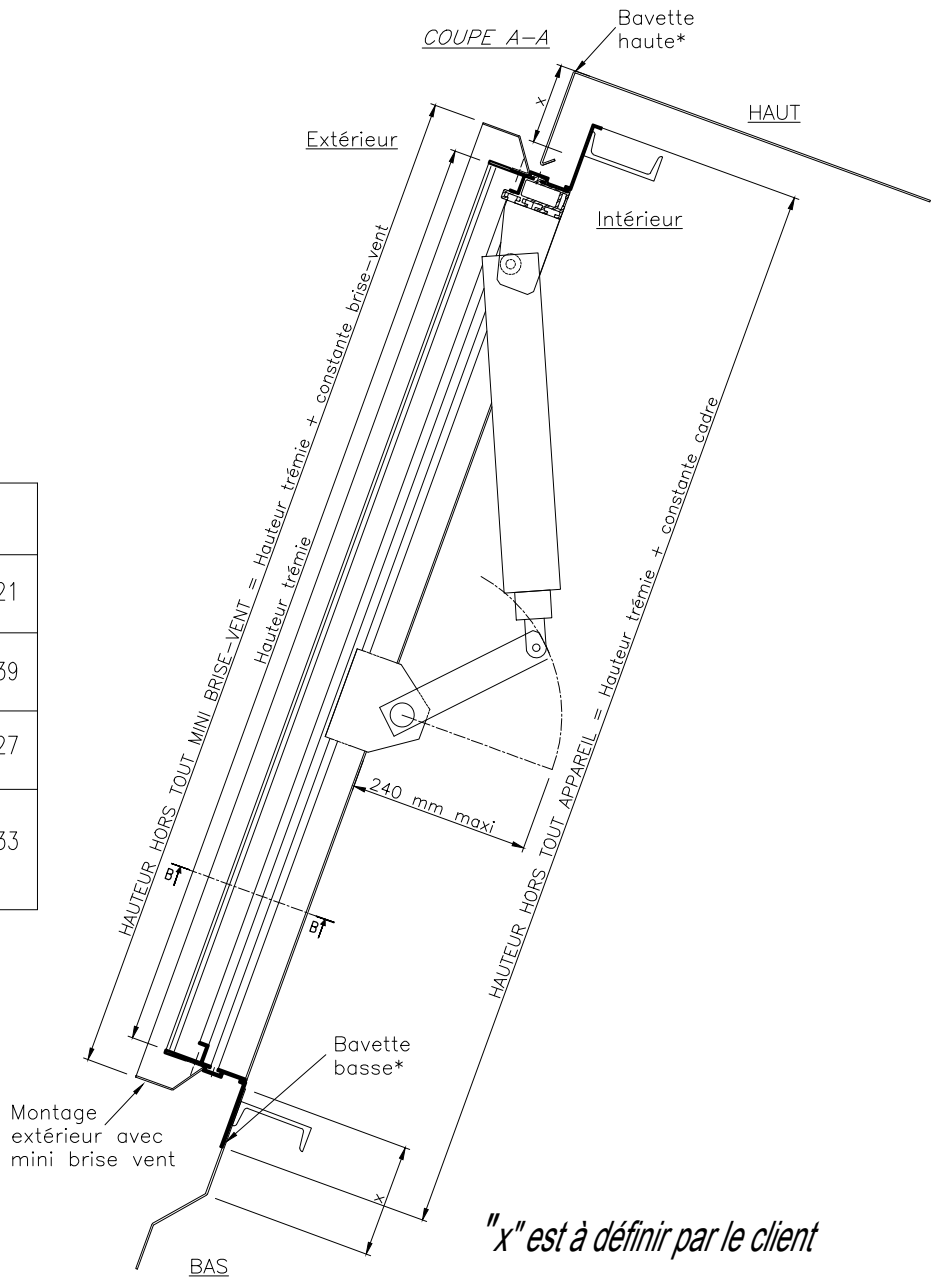 COUPE A-A
Bavette
haute*
HAUT
x
Extérieur
Intérieur
HAUTEUR HORS TOUT MINI BRISE-VENT = Hauteur trémie + constante brise-vent
Hauteur trémie
HAUTEUR HORS TOUT APPAREIL = Hauteur trémie + constante cadre
21
39
27
33
240 mm maxi
B
B
Bavette
basse*
Montage
extérieur avec
mini brise vent
x
BAS
"x" est à définir par le client